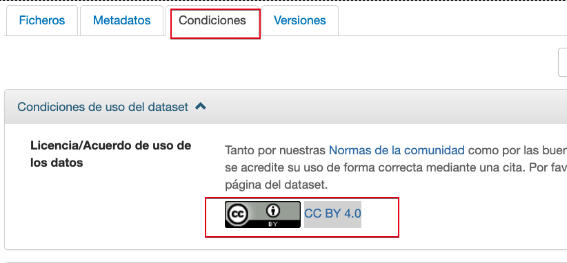 Ficheros Metadatos Condiciones Versiones
Condiciones de uso del dataset
Licencia/Acuerdo de uso de
los datos
Tanto por nuestras Normas de la comunidad como por las
se acredite su uso de forma correcta mediante una cita. Por
página del dataset.
cc BY CC BY 4.0